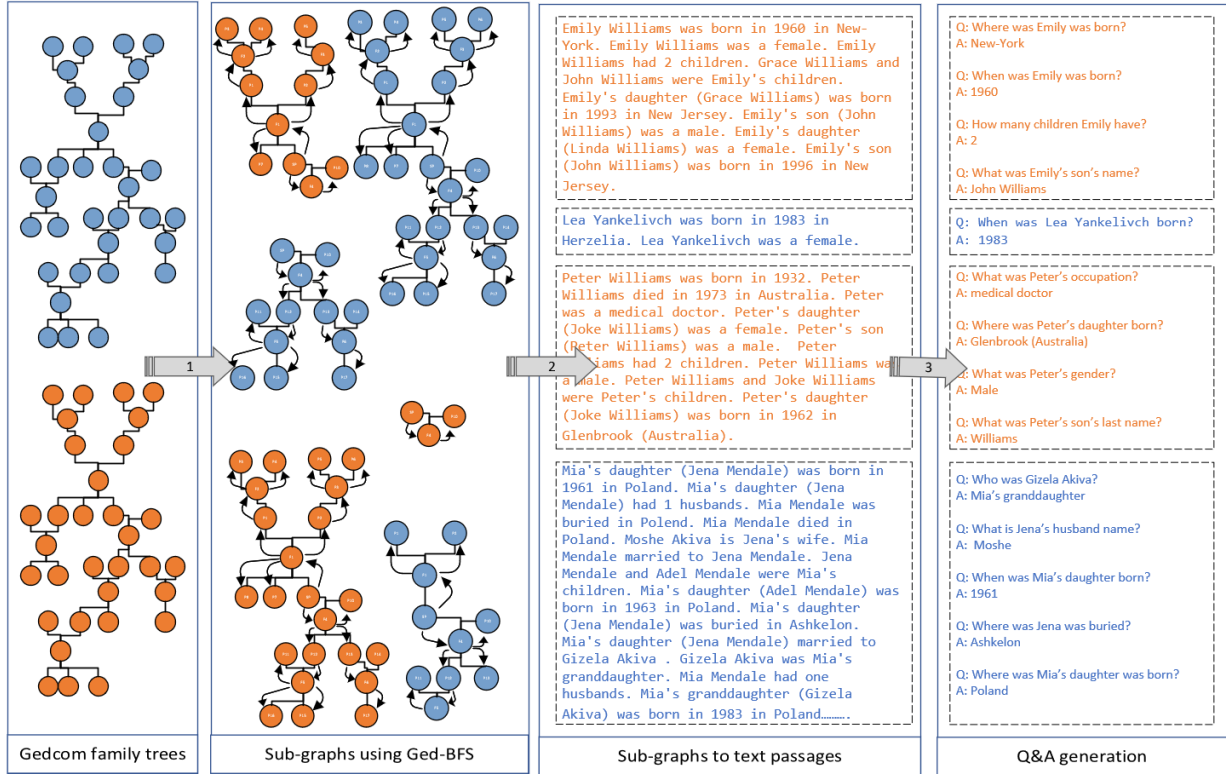 Emily Williams was born in 1960 in New-
York. Emily Williams was a female. Emily
Williams had 2 children. Grace Williams and
John Williams were Emily's children.
Emily's daughter (Grace Williams) was born
in 1993 in New Jersey. Emily's son (John
Williams) was a male. Emily's daughter
(Linda Williams) was a female. Emily's son
(John Williams) was born in 1996 in New
Jersey.
Lea Yankelivch was born in 1983 in
Herzelia. Lea Yankelivch was a female.
Peter Williams was born in 1932. Peter
Williams died in 1973 in Australia. Peter
was a medical doctor. Peter's daughter
(Joke Williams) was a female. Peter's son
(Peter Williams) was a male. Peter
Williams had 2 children. Peter Williams was
a male. Peter Williams and Joke Williams
were Peter's children. Peter's daughter
(Joke Williams) was born in 1962 in
Glenbrook (Australia).
Mia's daughter (Jena Mendale) was born in
1961 in Poland. Mia's daughter (Jena
Mendale) had 1 husbands. Mia Mendale was
buried in Polend. Mia Mendale died in
Poland. Moshe Akiva is Jena's wife. Mia
Mendale married to Jena Mendale. Jena
Mendale and Adel Mendale were Mia's
children. Mia's daughter (Adel Mendale) was
born in 1963 in Poland. Mia's daughter
(Jena Mendale) was buried in Ashkelon.
Mia's daughter (Jena Mendale) married to
Gizela Akiva . Gizela Akiva was Mia's
granddaughter. Mia Mendale had one
husbands. Mia's granddaughter (Gizela
Akiva) was born in 1983 in Poland……….
Q: Where was Emily was born?
A: New-York
Q: When was Emily was born?
A: 1960
Q: How many children Emily have?
A: 2
Q: What was Emily's son's name?
A: John Williams
Q: When was Lea Yankelivch born?
A: 1983
Q: What was Peter's occupation?
A: medical doctor
Q: Where was Peter's daughter born?
A: Glenbrook (Australia)
Q: What was Peter's gender?
A: Male
Q: What was Peter's son's last name?
A: Williams
Q: Who was Gizela Akiva?
A: Mia's granddaughter
Q: What is Jena's husband name?
A: Moshe
Q: When was Mia's daughter born?
A: 1961
Q: Where was Jena was buried?
A: Ashkelon
Q: Where was Mia's daughter was born?
A: Poland
1
2
3
Gedcom family trees
Sub-graphs using Ged-BFS
Sub-graphs to text passages
Q&A generation